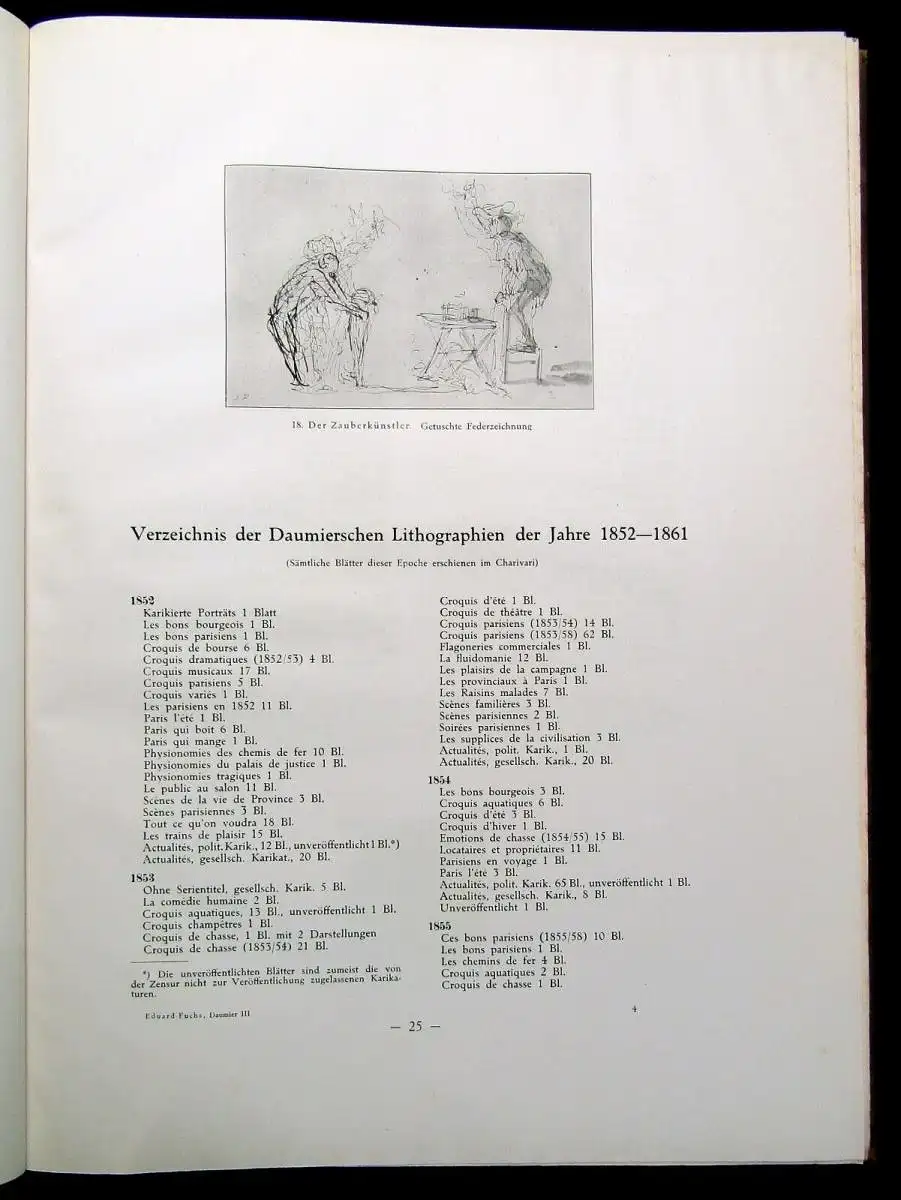 18. Der Zauberkünstler. Getuschte Federzeichnung
Verzeichnis der Daumierschen Lithographien der Jahre 1852—1861
(Sämtliche Blätter dieser Epoche erschienen im Charivari)
1852
Karikierte Porträts 1 Blatt
Les bons bourgeois 1 Bl.
Les bons parisiens 1 Bl.
Croquis de bourse 6 Bl.
Croquis dramatiques (1852/53) 4 Bl.
Croquis musicaux 17 Bl.
Croquis parisiens 5 Bl.
Croquis variés 1 Bl.
Les parisiens en 1852 11 Bl.
Paris l'été 1 Bl.
Paris qui boit 6 Bl.
Paris qui mange 1 Bl.
Physionomies des chemis de fer 10 Bl.
Physionomies du palais de justice 1 Bl.
Physionomies tragiques 1 Bl.
Le public au salon 11 Bl.
Scènes de la vie de Province 3 Bl.
Scènes parisiennes 3 Bl.
Tout ce qu'on voudra 18 Bl.
Les trains de plaisir 15 Bl.
Actualités, polit. Karik., 12 Bl., unveröffentlicht 1 Bl.*)
Actualités, gesellsch. Karikat., 20 Bl.
1853
Ohne Serientitel, gesellsch. Karik. 5 Bl.
La comédie humaine 2 Bl.
Croquis aquatiques, 13 Bl., unveröffentlicht 1 Bl.
Croquis champêtres 1 Bl.
Croquis de chasse, 1 Bl. mit 2 Darstellungen
Croquis de chasse (1853/54) 21 Bl.
*) Die unveröffentlichten Blätter sind zumeist die von
der Zensur nicht zur Veröffentlichung zugelassenen Karika-
turen.
Croquis d'été 1 Bl.
Croquis de théâtre 1 Bl.
Croquis parisiens (1853/54) 14 Bl.
Croquis parisiens (1853/58) 62 Bl.
Flagoneries commerciales 1 Bl.
La fluidomanie 12 Bl.
Les plaisirs de la campagne 1 Bl.
Les provinciaux à Paris 1 Bl.
Les Raisins malades 7 Bl.
Scènes familières 3 Bl.
Scènes parisiennes 2 Bl.
Soirées parisiennes 1 Bl.
Les supplices de la civilisation 3 Bl.
Actualités, polit. Karik., 1 Bl.
Actualités, gesellsch. Karik., 20 Bl.
1854
Les bons bourgeois 3 Bl.
Croquis aquatiques 6 Bl.
Croquis d'été 3 Bl.
Croquis d'hiver 1 Bl.
Emotions de chasse (1854/55) 15 Bl.
Locataires et propriétaires 11 Bl.
Parisiens en voyage 1 Bl.
Paris l'été 3 Bl.
Actualités, polit. Karik. 65 Bl., unveröffentlicht 1 Bl.
Actualités, gesellsch. Karik., 8 Bl.
Unveröffentlicht 1 Bl.
1855
Ces bons parisiens (1855/58) 10 Bl.
Les bons parisiens 1 Bl.
Les chemins de fer 4 Bl.
Croquis aquatiques 2 Bl.
Croquis de chasse 1 Bl.
Eduard Fuchs, Daumier III
4
— 25 —